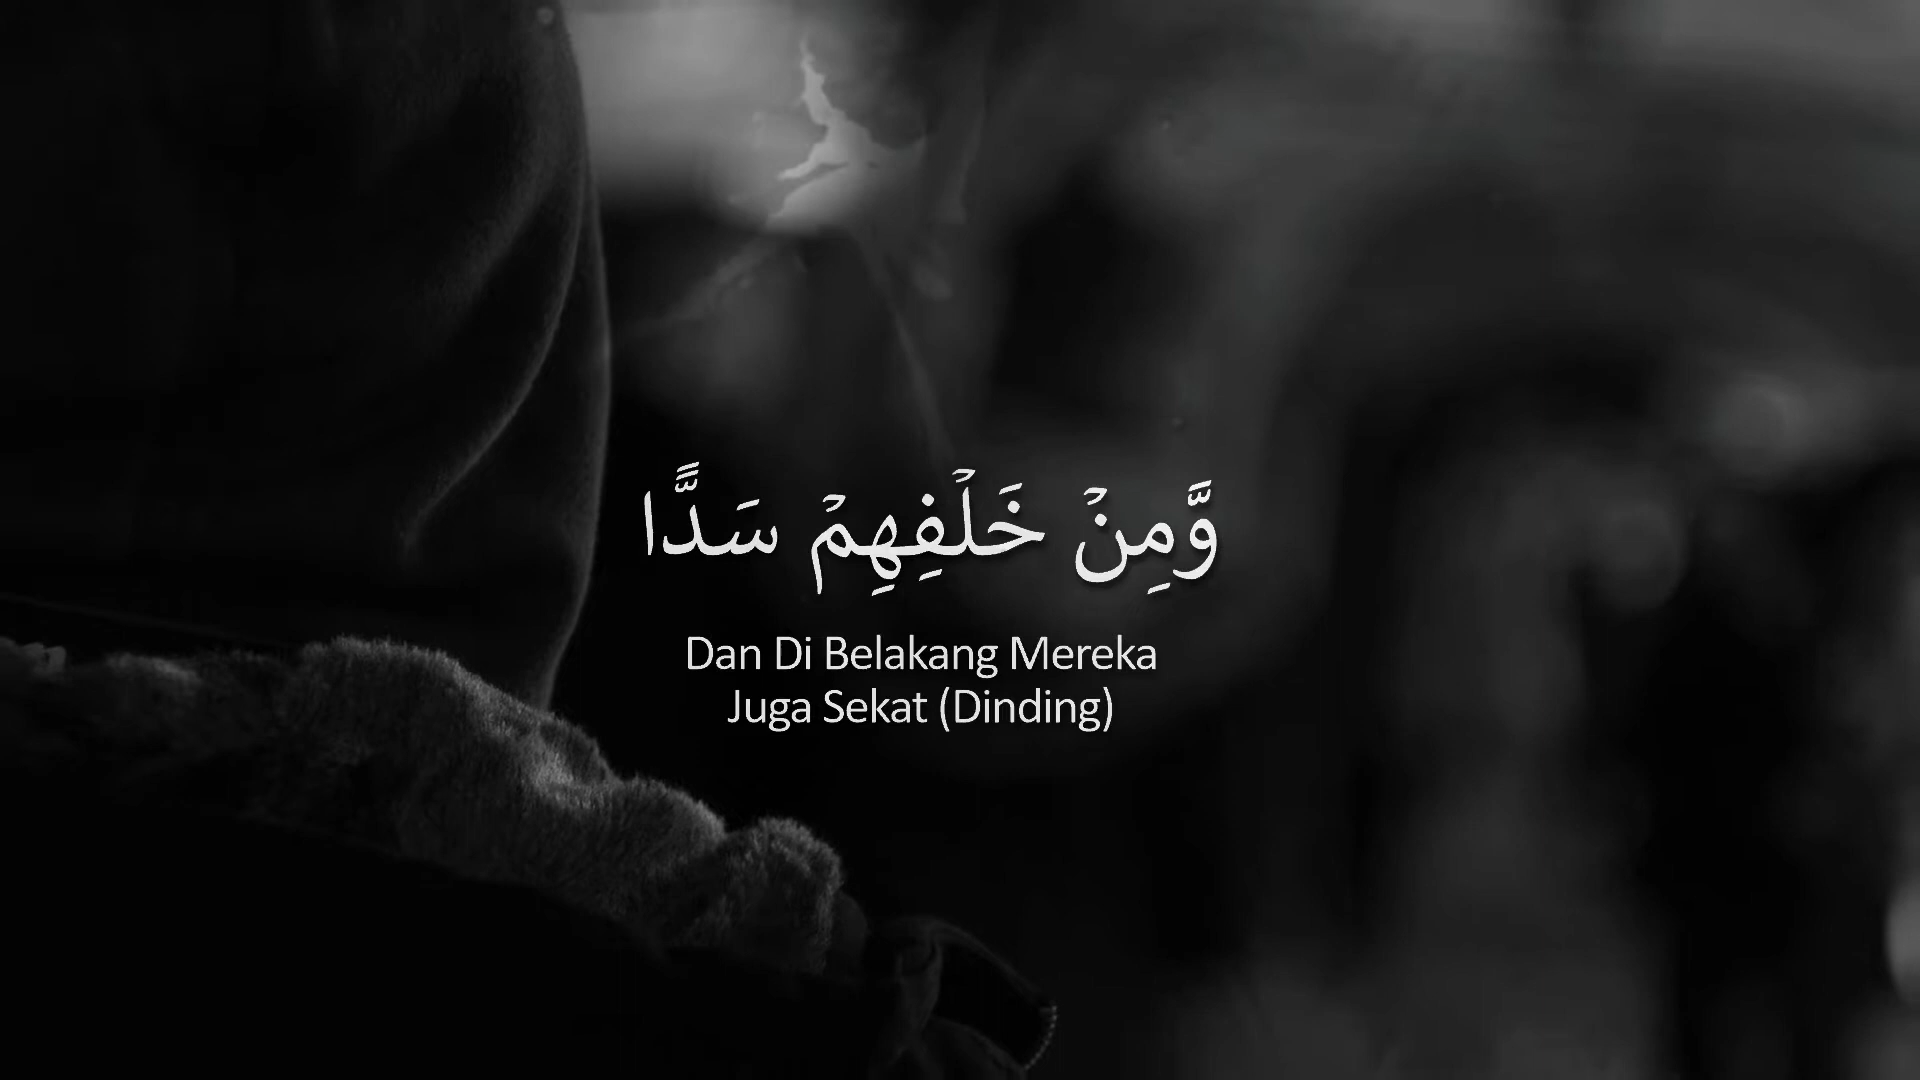 وَّمِنۡ خَلۡفِهِمۡ سَدًّا
Dan Di Belakang Mereka
Juga Sekat (Dinding)